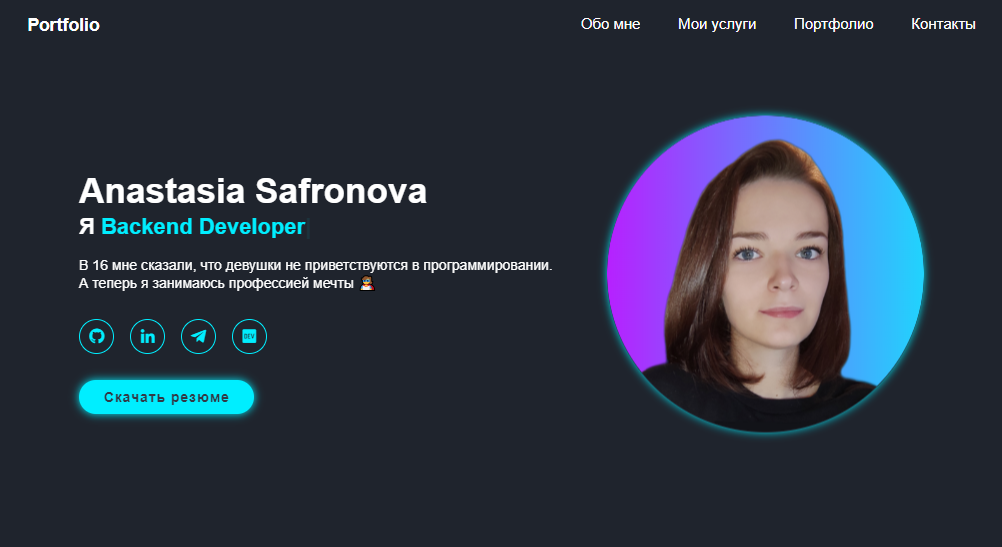 Portfolio
Обо мне
Мои услуги
Портфолио
Контакты
Anastasia Safronova
Я Backend Developer
В 16 мне сказали, что девушки не приветствуются в программировании.
А теперь я занимаюсь профессией мечты 👩‍🎓
in
DEV
Скачать резюме